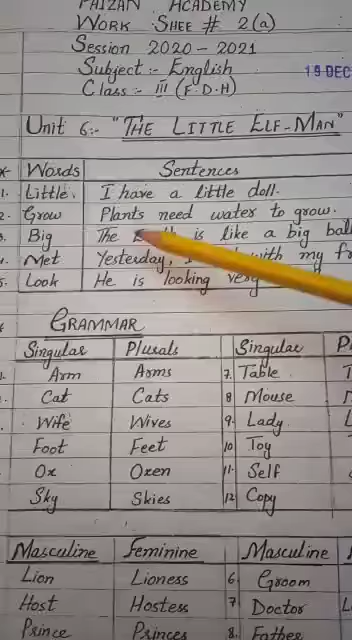 FAIZAN ACADEMY
WORK SHEE # 2(a)
Session 2020-2021
Subject:- English
19 DEC
Class:- III (F.D.H)
Unit 6:- "THE LITTLE ELF-MAN"
Words Sentences
1. Little. I have a little doll.
2. Grow Plants need water to grow.
3. Big The is like a big ball
4. Met Yesterday, I with my
5. Look He is looking very
GRAMMAR
Singular Plurals Singular
Arm Arms 7. Table
Cat Cats 8 Mouse
Wife Wives 9. Lady
Foot Feet 10 Toy
Ox Oxen 11. Self
Sky Skies 12 Copy
Masculine Feminine Masculine
Lion Lioness 6. Groom
Host Hostess 7. Doctor
Prince Princes 8. Father